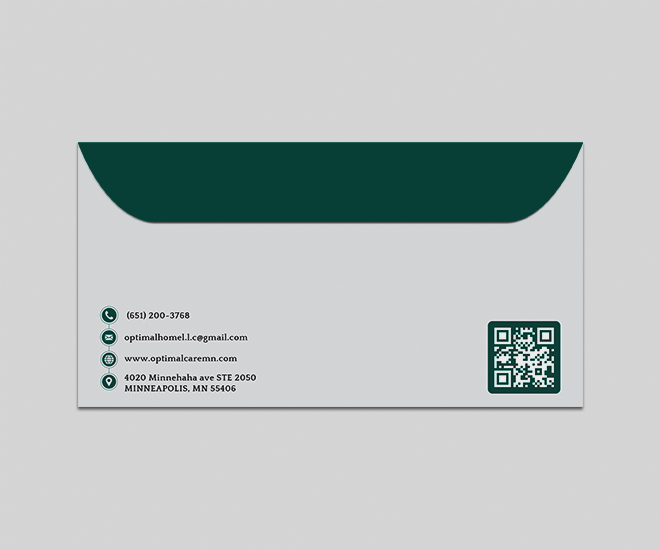 (651) 200-3768
optimalhomel.l.c@gmail.com
www.optimalcaremn.com
4020 Minnehaha ave STE 2050
MINNEAPOLIS, MN 55406